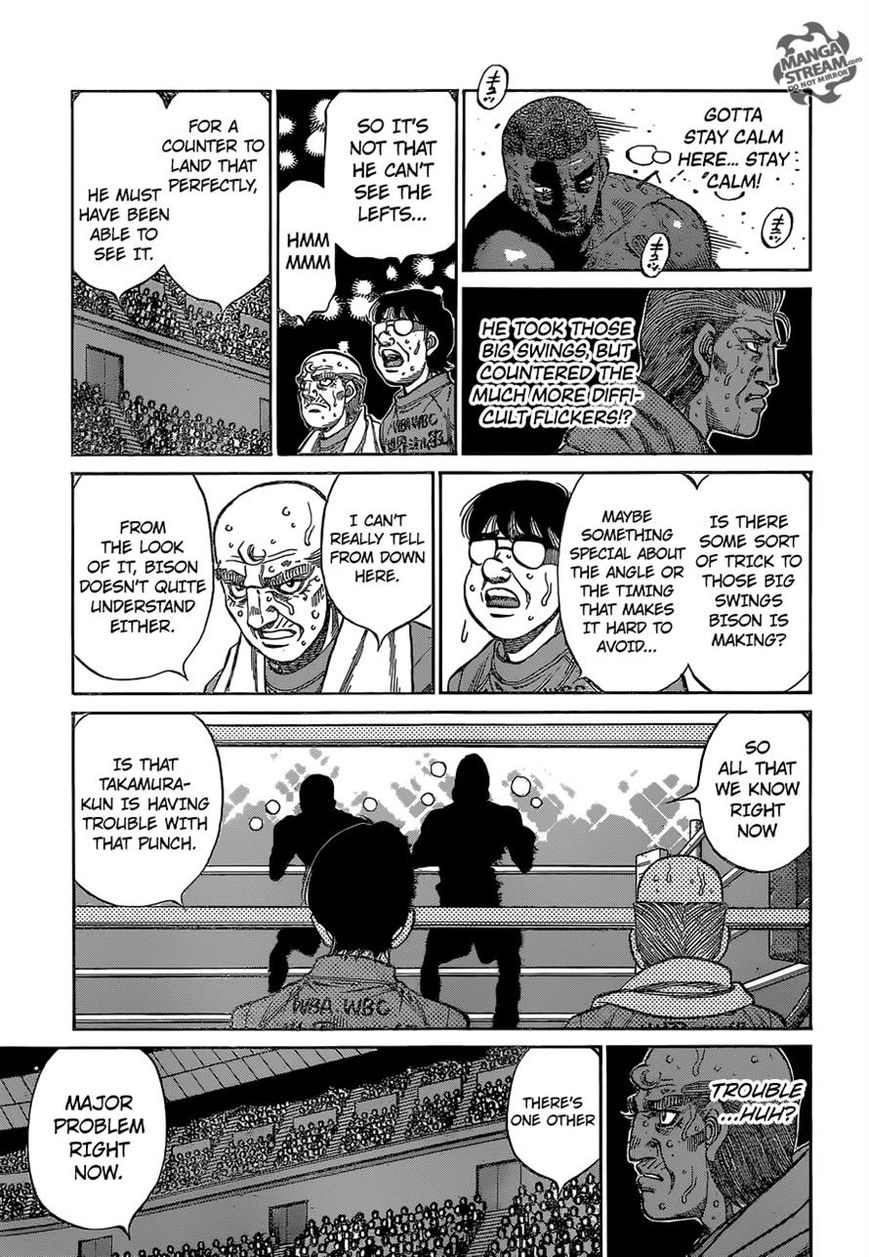 MANGA
STREAM.com
DO NOT MIRROR
GOTTA
STAY CALM
HERE... STAY
CALM!
HE TOOK THOSE
BIG SWINGS, BUT
COUNTERED THE
MUCH MORE DIFFI-
CULT FLICKERS!?
SO IT'S
NOT THAT
HE CAN'T
SEE THE
LEFTS...
HMM
MMM
WBA WBC
FOR A
COUNTER TO
LAND THAT
PERFECTLY,
HE MUST
HAVE BEEN
ABLE TO
SEE IT.
IS THERE
SOME SORT
OF TRICK TO
THOSE BIG
SWINGS
BISON IS
MAKING?
MAYBE
SOMETHING
SPECIAL ABOUT
THE ANGLE OR
THE TIMING
THAT MAKES
IT HARD TO
AVOID...
I CAN'T
REALLY TELL
FROM DOWN
HERE.
FROM
THE LOOK
OF IT, BISON
DOESN'T QUITE
UNDERSTAND
EITHER.
SO
ALL THAT
WE KNOW
RIGHT
NOW
IS THAT
TAKAMURA-
KUN IS HAVING
TROUBLE WITH
THAT PUNCH.
WBA WBC
TROUBLE
...HUH?
THERE'S
ONE OTHER
MAJOR
PROBLEM
RIGHT
NOW.